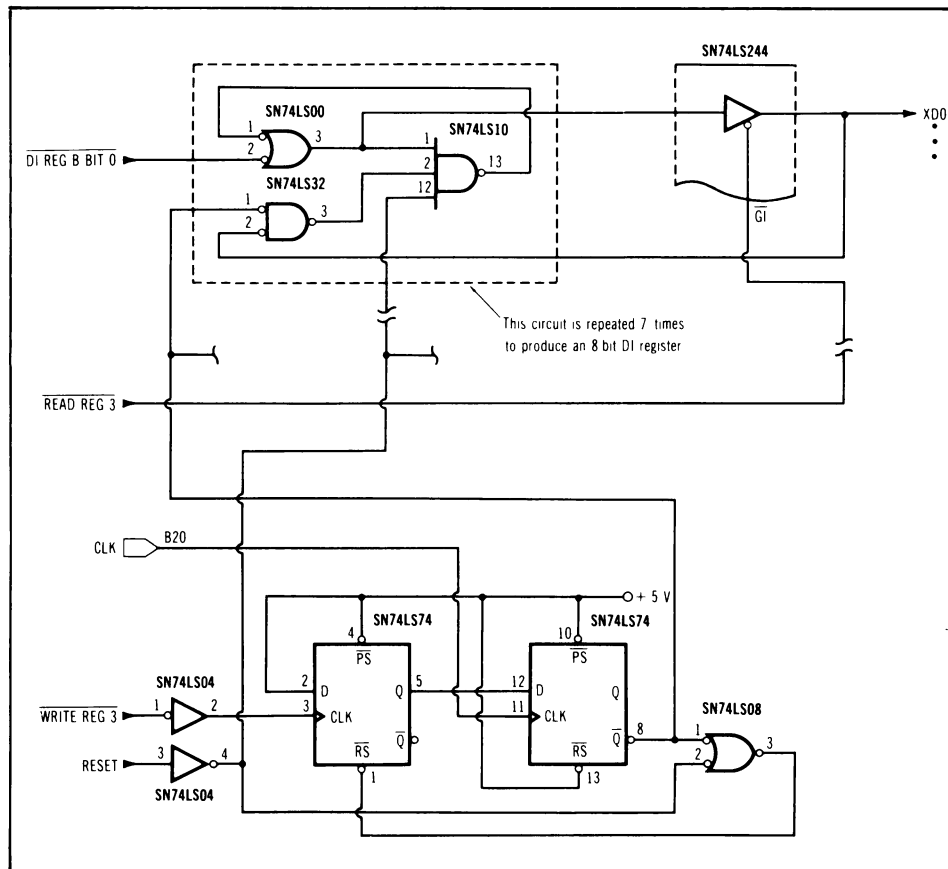 SN74LS244
SN74LS00
SN74LS10
XD0
1
3
2
1
13
2
12
DI REG B BIT 0
SN74LS32
1
3
2
GI
This circuit is repeated 7 times
to produce an 8 bit DI register
READ REG 3
CLK
B20
+ 5 V
SN74LS74
SN74LS74
4
10
PS
PS
SN74LS04
2
D
Q
5
12
D
Q
SN74LS08
WRITE REG 3
1
2
3
CLK
11
CLK
Q
8
1
3
RESET
3
4
RS
Q
RS
2
SN74LS04
1
13